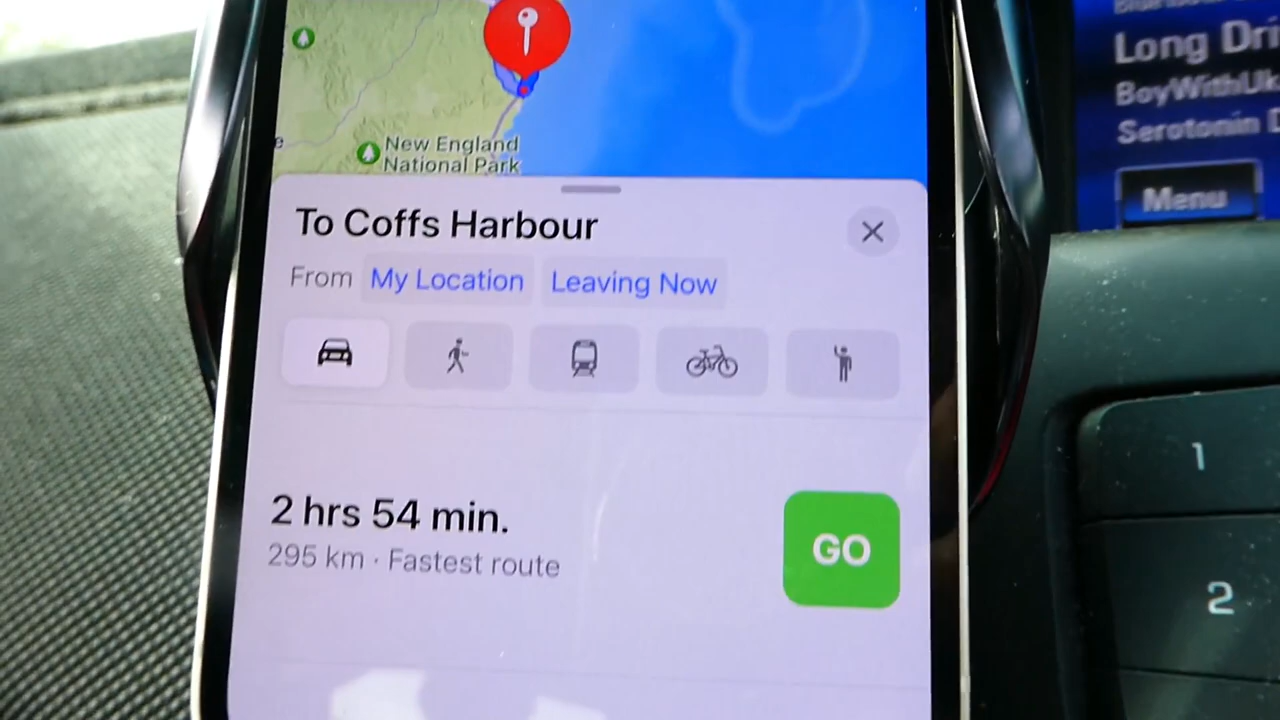 New England
National Park
To Coffs Harbour
From My Location Leaving Now
2 hrs 54 min.
295 km · Fastest route
GO
Long Dri
BoyWithUk
Serotonin D
Menu
1
2